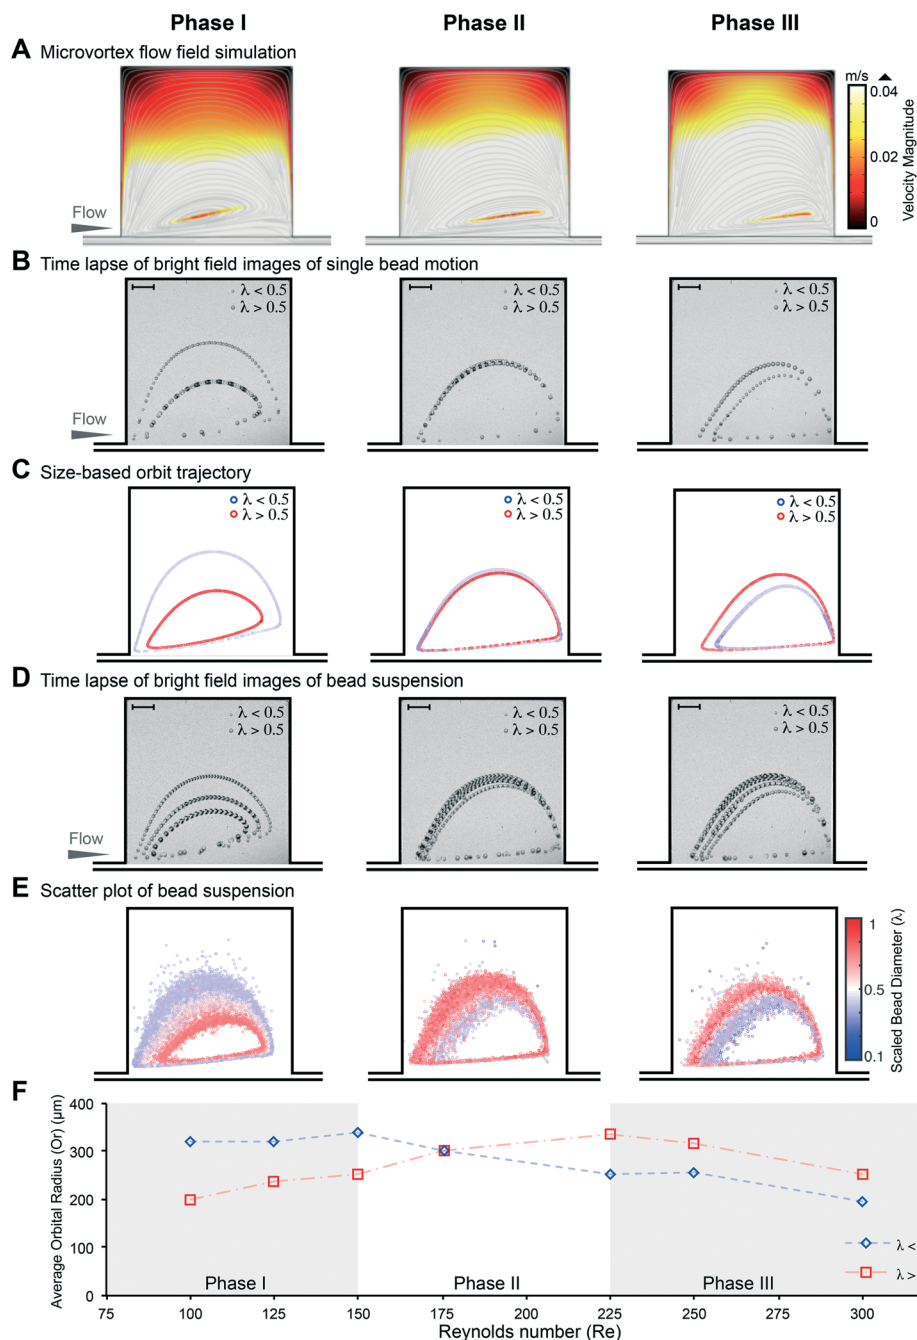 Phase I Phase II Phase III
A Microvortex flow field simulation
m/s
0.04
0.02
0
Velocity Magnitude
Flow
B Time lapse of bright field images of single bead motion
λ < 0.5 λ < 0.5 λ < 0.5
λ > 0.5 λ > 0.5 λ > 0.5
Flow
C Size-based orbit trajectory
λ < 0.5 λ < 0.5 λ < 0.5
λ > 0.5 λ > 0.5 λ > 0.5
D Time lapse of bright field images of bead suspension
λ < 0.5 λ < 0.5 λ < 0.5
λ > 0.5 λ > 0.5 λ > 0.5
Flow
E Scatter plot of bead suspension
1
0.5
0.1
Scaled Bead Diameter (λ)
F
Average Orbital Radius (Or) (μm)
400
300
200
100
0
λ <
λ >
Phase I Phase II Phase III
75 100 125 150 175 200 225 250 275 300
Reynolds number (Re)